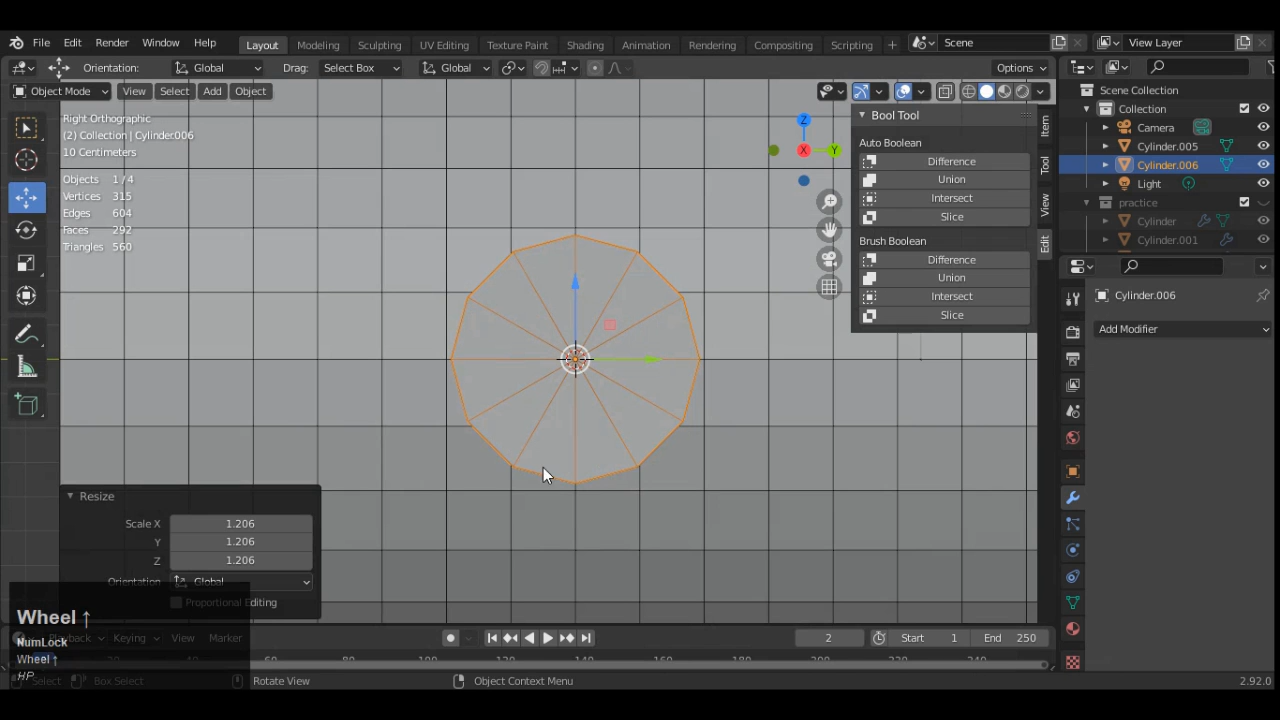 File Edit Render Window Help Layout Modeling Sculpting UV Editing Texture Paint Shading Animation Rendering Compositing Scripting + Scene View Layer
Orientation: Global Drag: Select Box Global Options
Object Mode View Select Add Object
Right Orthographic
(2) Collection | Cylinder.006
10 Centimeters
Objects 1/4
Vertices 315
Edges 604
Faces 292
Triangles 560
Z
X
Y
Bool Tool
Auto Boolean
Difference
Union
Intersect
Slice
Brush Boolean
Difference
Union
Intersect
Slice
Item
Tool
View
Edit
Scene Collection
Collection
Camera
Cylinder.005
Cylinder.006
Light
practice
Cylinder
Cylinder.001
Cylinder.006
Add Modifier
Resize
Scale X 1.206
Y 1.206
Z 1.206
Orientation Global
Proportional Editing
Wheel ↑
NumLock
Wheel ↑
HP
Playback Keying View Marker 2 Start 1 End 250
Select Box Select Rotate View Object Context Menu 2.92.0